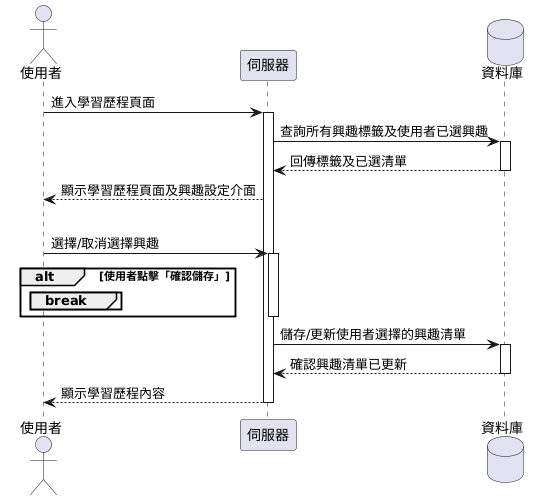 使用者
伺服器
資料庫
進入學習歷程頁面
查詢所有興趣標籤及使用者已選興趣
回傳標籤及已選清單
顯示學習歷程頁面及興趣設定介面
選擇/取消選擇興趣
alt [使用者點擊「確認儲存」]
break
儲存/更新使用者選擇的興趣清單
確認興趣清單已更新
顯示學習歷程內容
使用者
伺服器
資料庫